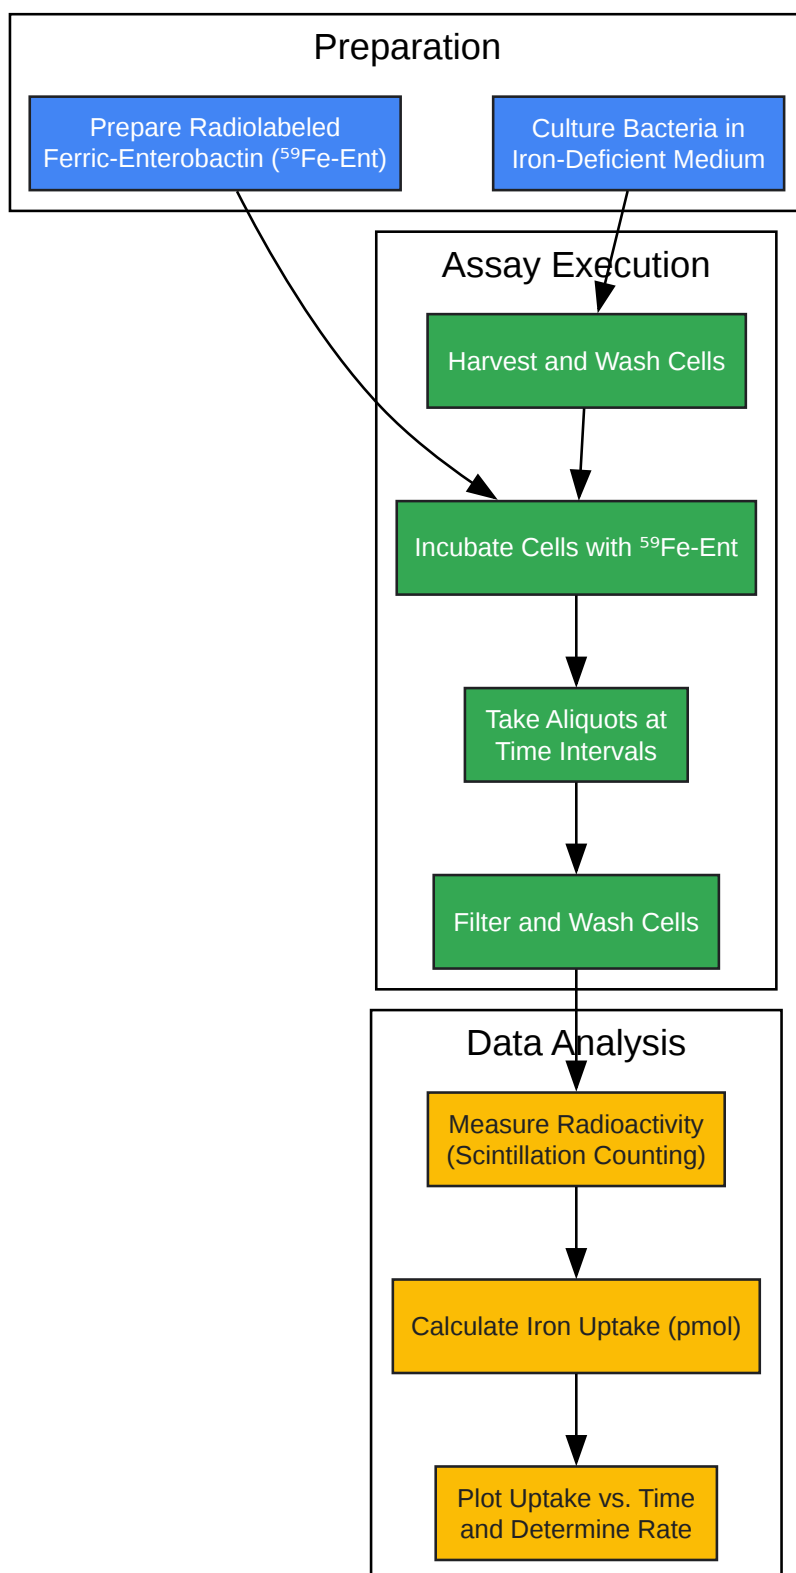 Preparation
Prepare Radiolabeled
Ferric-Enterobactin (⁵⁹Fe-Ent)
Culture Bacteria in
Iron-Deficient Medium
Assay Execution
Harvest and Wash Cells
Incubate Cells with ⁵⁹Fe-Ent
Take Aliquots at
Time Intervals
Filter and Wash Cells
Data Analysis
Measure Radioactivity
(Scintillation Counting)
Calculate Iron Uptake (pmol)
Plot Uptake vs. Time
and Determine Rate